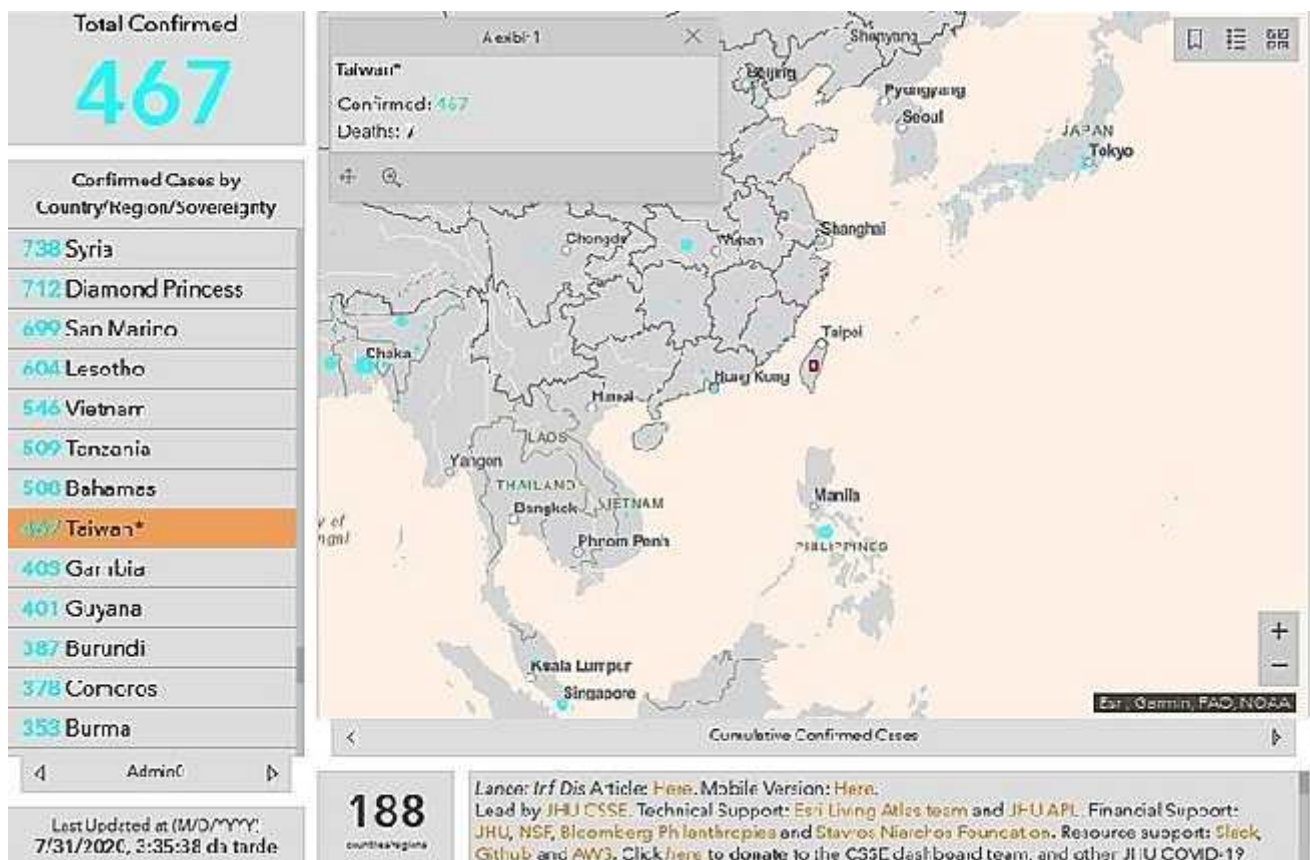 Total Confirmed
467
Confirmed Cases by
Country/Region/Sovereignty
738 Syria
712 Diamond Princess
699 San Marino
604 Lesotho
546 Vietnam
509 Tanzania
508 Bahamas
467 Taiwan*
403 Gambia
401 Guyana
387 Burundi
378 Comoros
353 Burma
Admin0
Last Updated at (M/D/YYYY)
7/31/2020, 3:35:38 da tarde
Taiwan*
Confirmed: 467
Deaths: 7
Shenyang
Beijing
Pyongyang
Seoul
JAPAN
Tokyo
Shanghai
Wuhan
Taipei
Hong Kong
Hanoi
LAOS
Yangon
THAILAND
VIETNAM
Bangkok
Manila
Phnom Penh
PHILIPPINES
Kuala Lumpur
Singapore
+
−
Esri, Garmin, FAO, NOAA
Cumulative Confirmed Cases
188
countries/regions
Lancet Inf Dis Article: Here. Mobile Version: Here.
Lead by JHU CSSE. Technical Support: Esri Living Atlas team and JHU APL. Financial Support:
JHU, NSF, Bloomberg Philanthropies and Stavros Niarchos Foundation. Resource support: Slack,
Github and AWS. Click here to donate to the CSSE dashboard team, and other JHU COVID-19